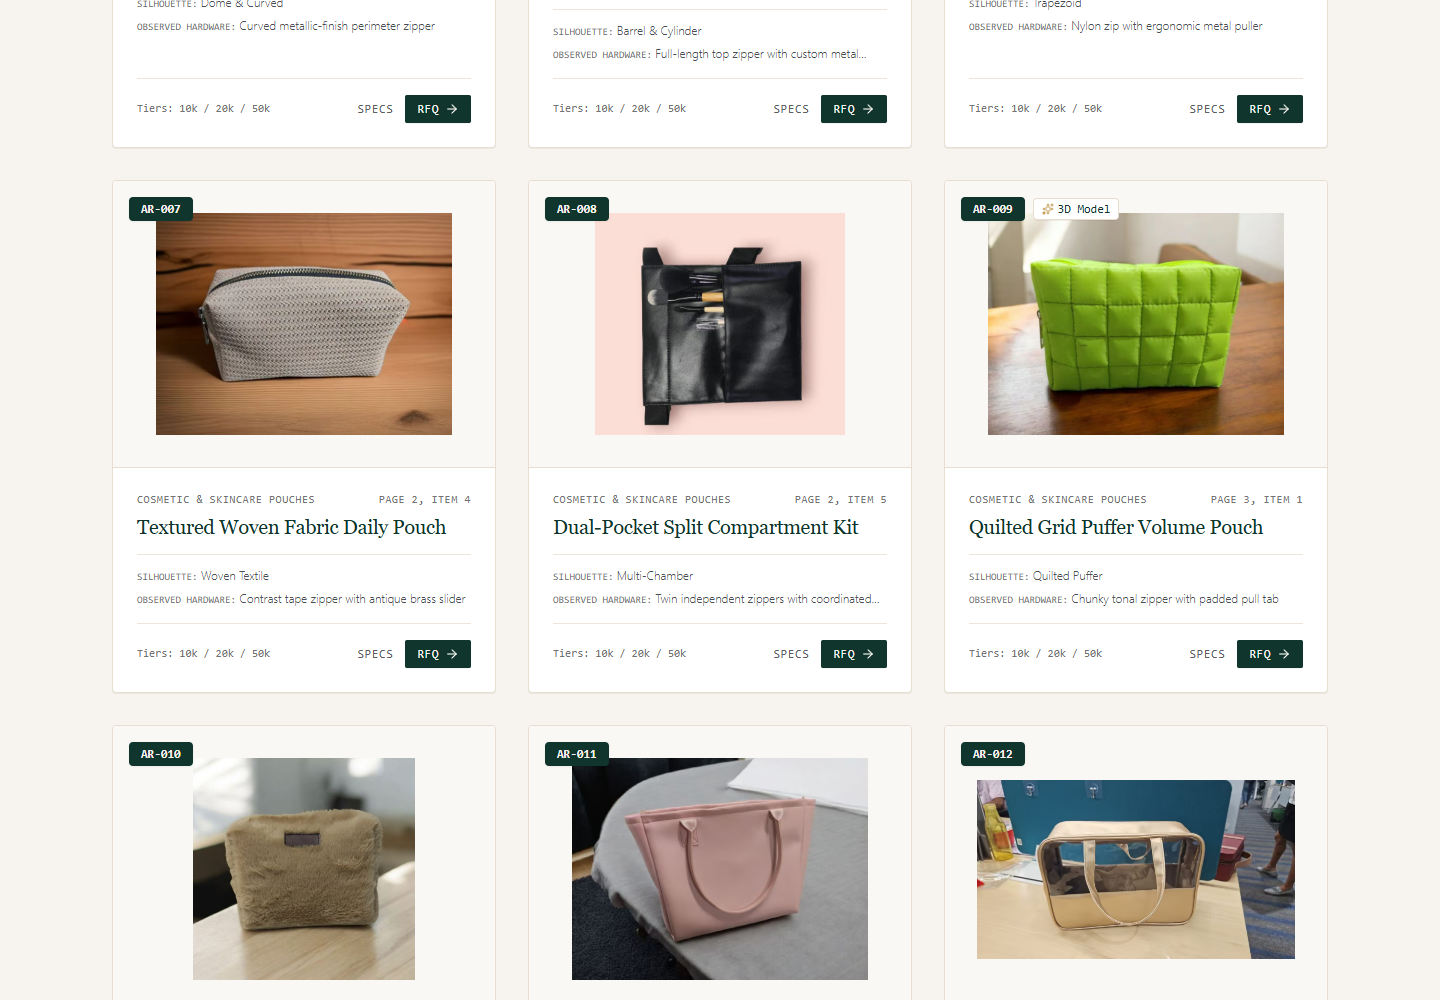 SILHOUETTE: Dome & Curved
OBSERVED HARDWARE: Curved metallic-finish perimeter zipper
Tiers: 10k / 20k / 50k
SPECS
RFQ →
SILHOUETTE: Barrel & Cylinder
OBSERVED HARDWARE: Full-length top zipper with custom metal...
Tiers: 10k / 20k / 50k
SPECS
RFQ →
SILHOUETTE: Trapezoid
OBSERVED HARDWARE: Nylon zip with ergonomic metal puller
Tiers: 10k / 20k / 50k
SPECS
RFQ →
AR-007
COSMETIC & SKINCARE POUCHES
PAGE 2, ITEM 4
Textured Woven Fabric Daily Pouch
SILHOUETTE: Woven Textile
OBSERVED HARDWARE: Contrast tape zipper with antique brass slider
Tiers: 10k / 20k / 50k
SPECS
RFQ →
AR-008
COSMETIC & SKINCARE POUCHES
PAGE 2, ITEM 5
Dual-Pocket Split Compartment Kit
SILHOUETTE: Multi-Chamber
OBSERVED HARDWARE: Twin independent zippers with coordinated...
Tiers: 10k / 20k / 50k
SPECS
RFQ →
AR-009
3D Model
COSMETIC & SKINCARE POUCHES
PAGE 3, ITEM 1
Quilted Grid Puffer Volume Pouch
SILHOUETTE: Quilted Puffer
OBSERVED HARDWARE: Chunky tonal zipper with padded pull tab
Tiers: 10k / 20k / 50k
SPECS
RFQ →
AR-010
AR-011
AR-012